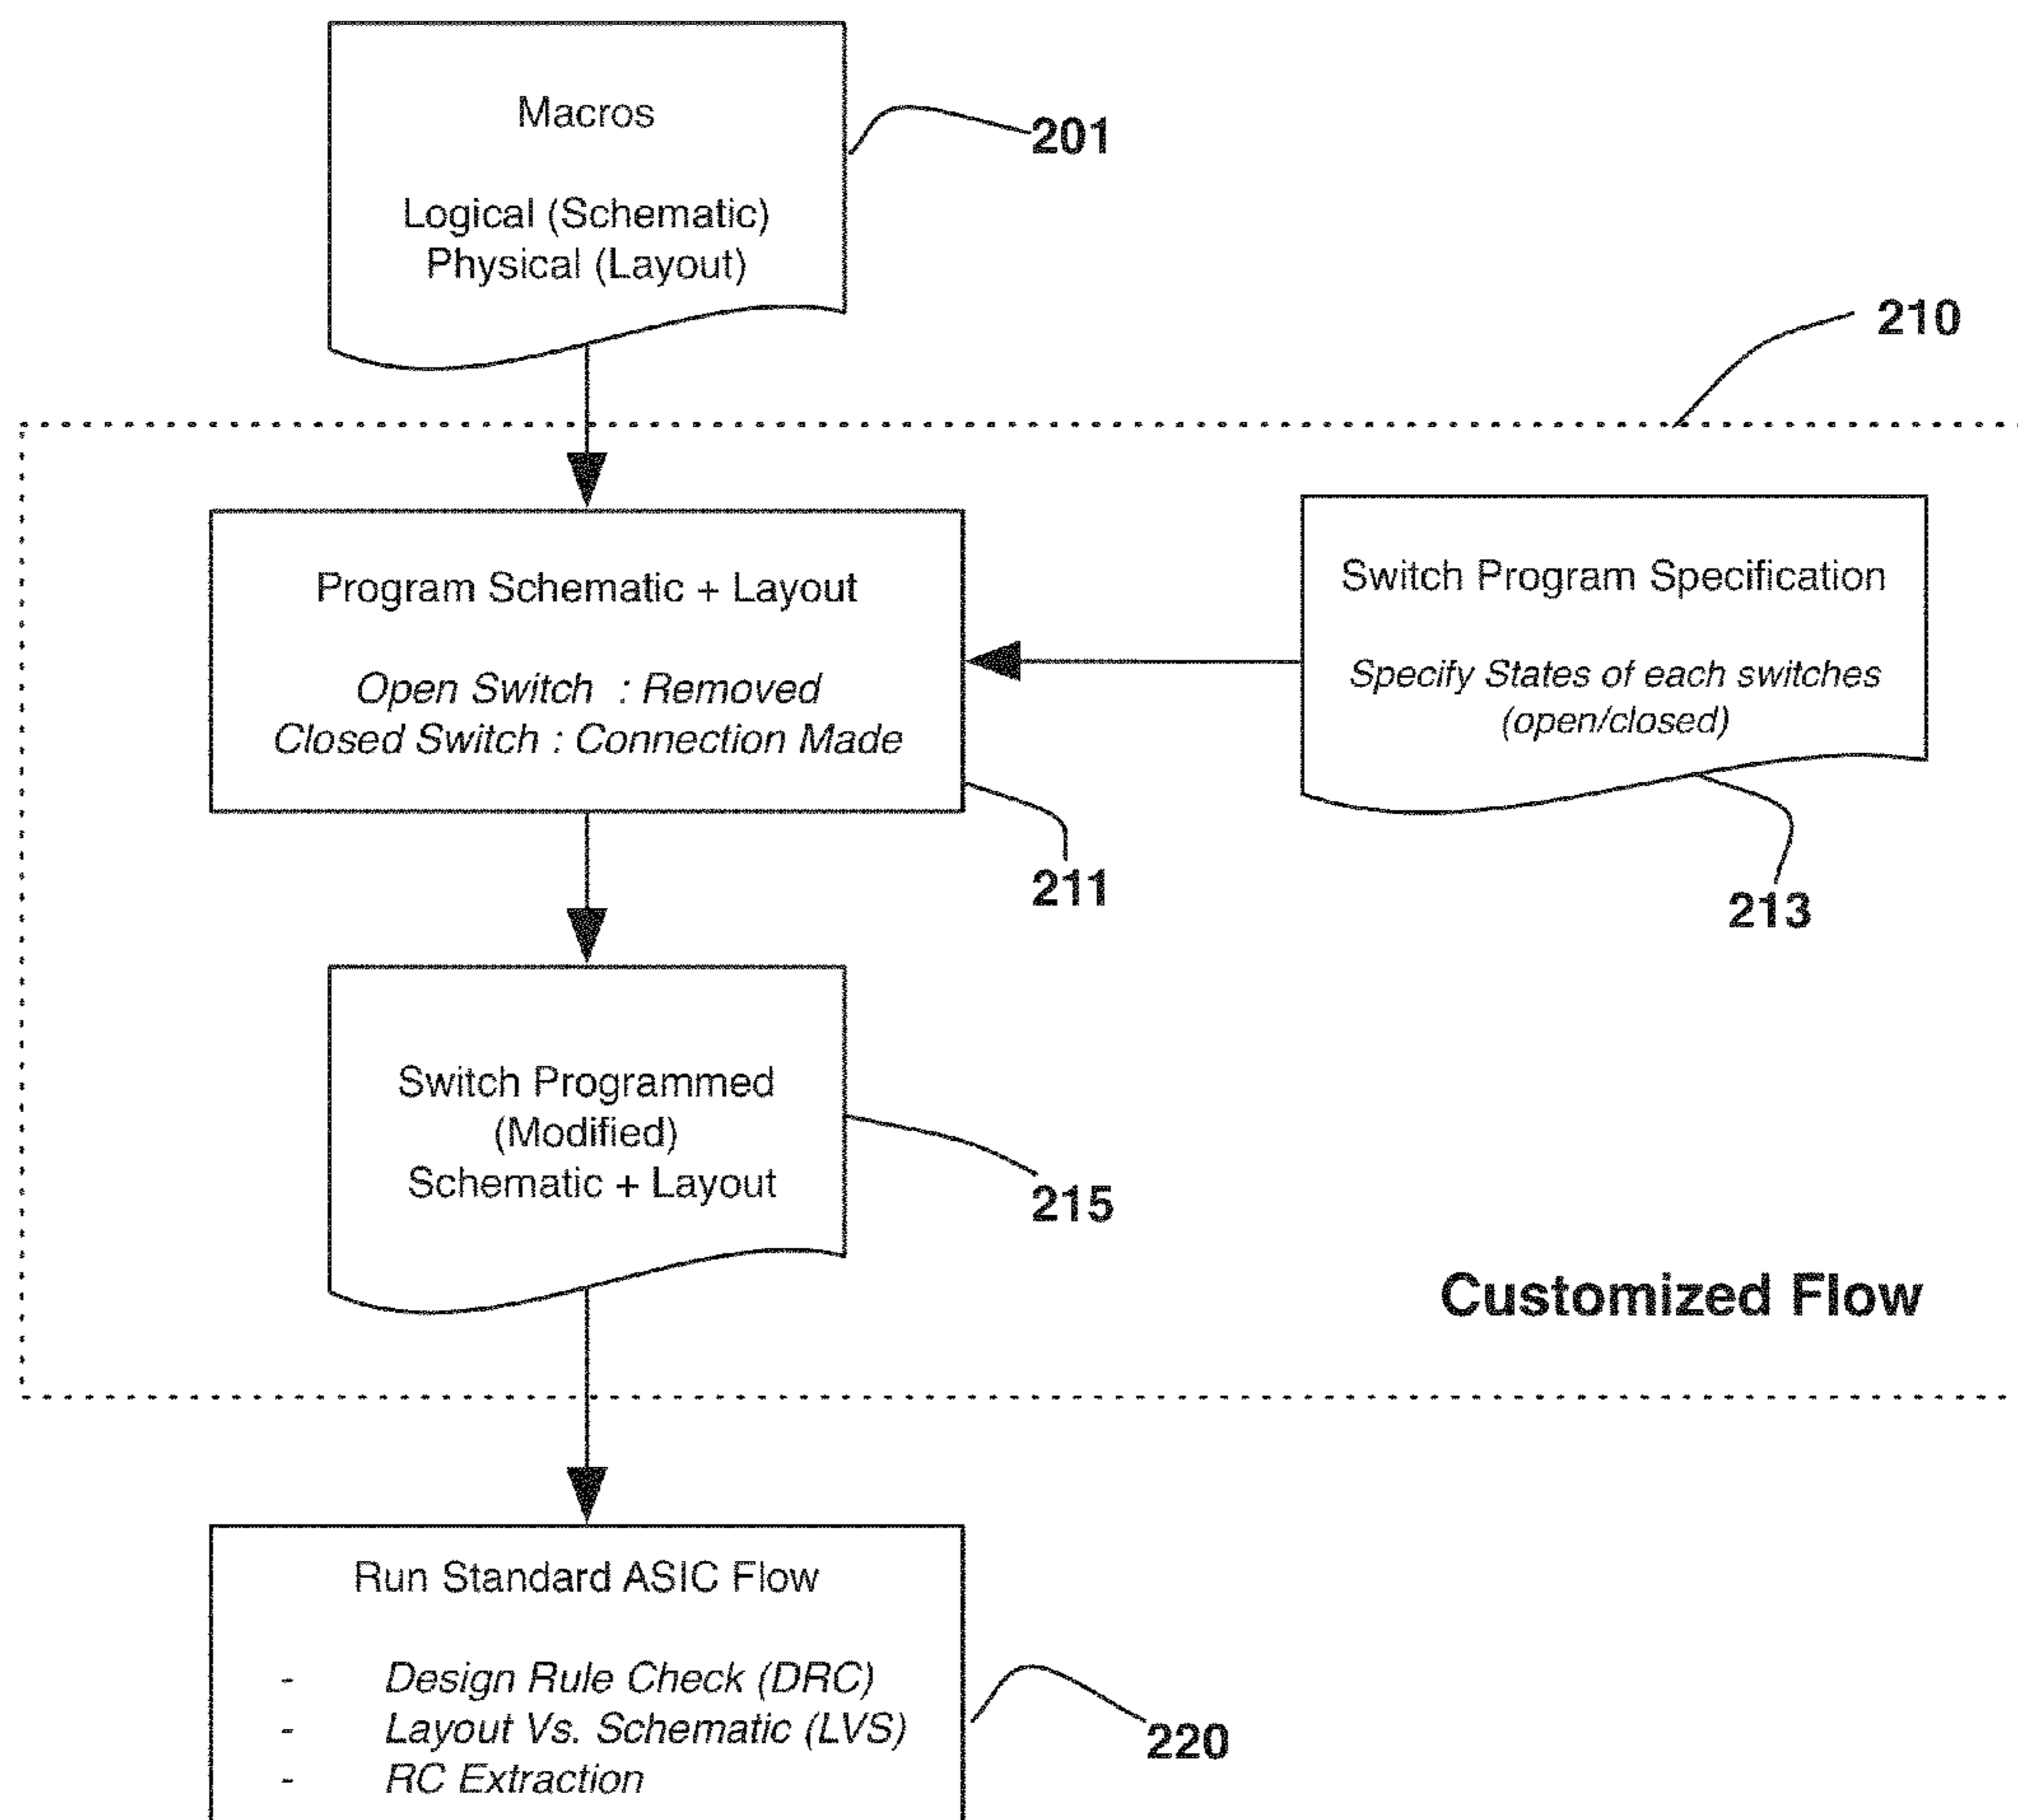 Macros
Logical (Schematic)
Physical (Layout)
201
210
Program Schematic + Layout
Open Switch : Removed
Closed Switch : Connection Made
211
Switch Program Specification
Specify States of each switches
(open/closed)
213
Switch Programmed
(Modified)
Schematic + Layout
215
Customized Flow
Run Standard ASIC Flow
- Design Rule Check (DRC)
- Layout Vs. Schematic (LVS)
- RC Extraction
220